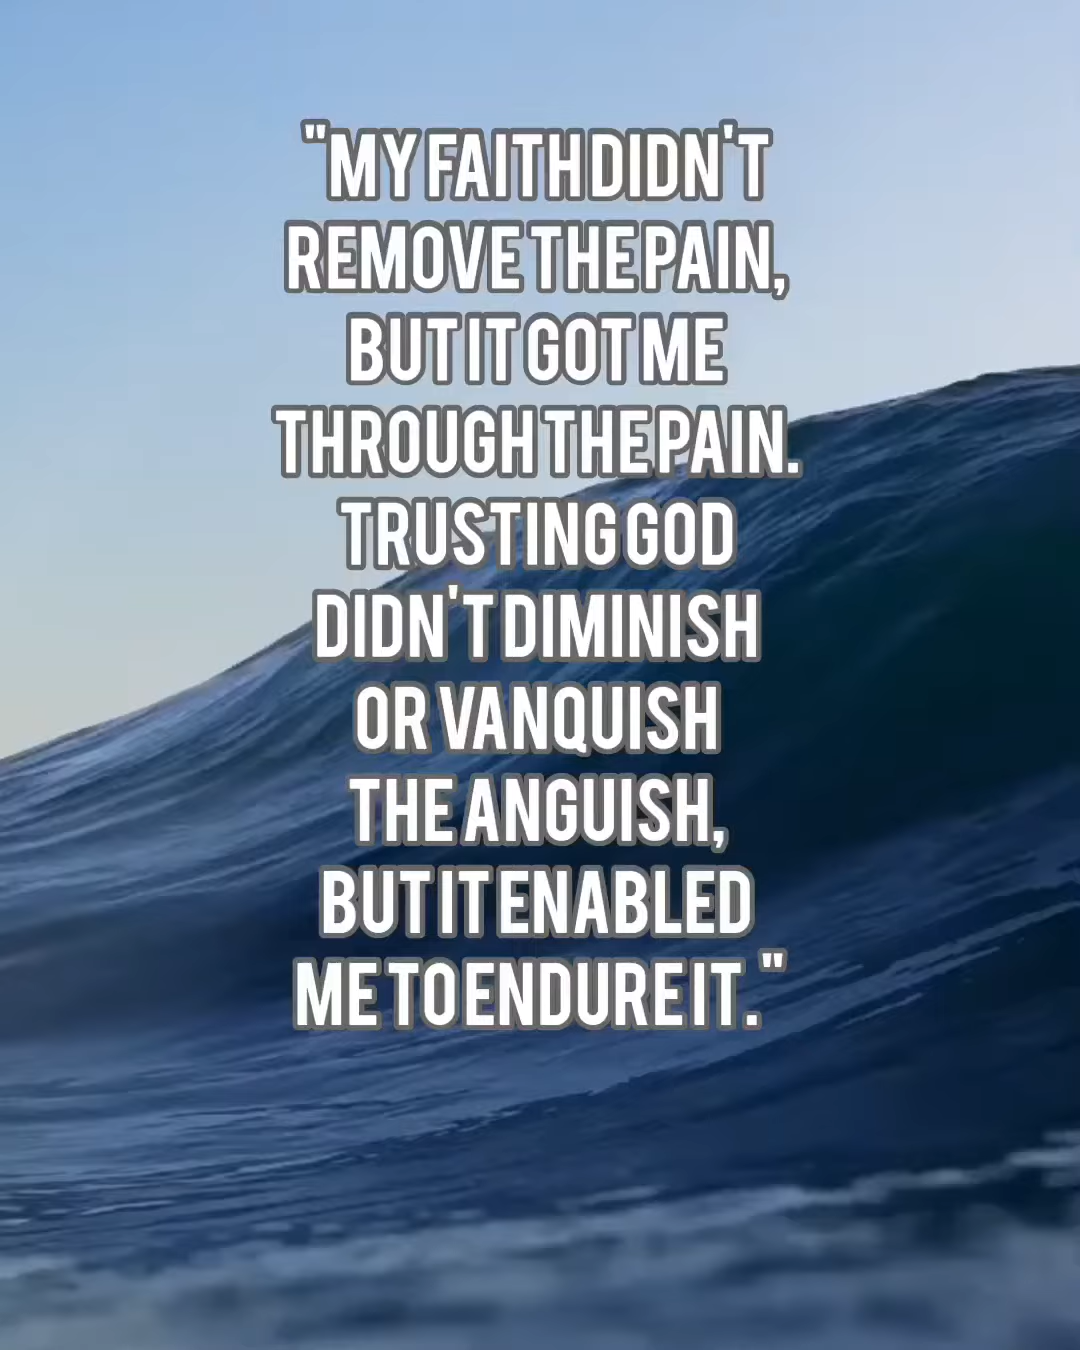 "MY FAITH DIDN'T
REMOVE THE PAIN,
BUT IT GOT ME
THROUGH THE PAIN.
TRUSTING GOD
DIDN'T DIMINISH
OR VANQUISH
THE ANGUISH,
BUT IT ENABLED
ME TO ENDURE IT."